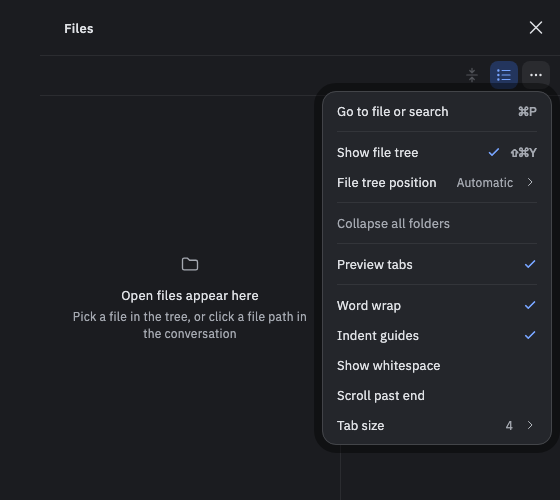 Files
Go to file or search ⌘P
Show file tree ✓ ⇧⌘Y
File tree position Automatic >
Collapse all folders
Preview tabs ✓
Word wrap ✓
Indent guides ✓
Show whitespace
Scroll past end
Tab size 4 >
Open files appear here
Pick a file in the tree, or click a file path in
the conversation